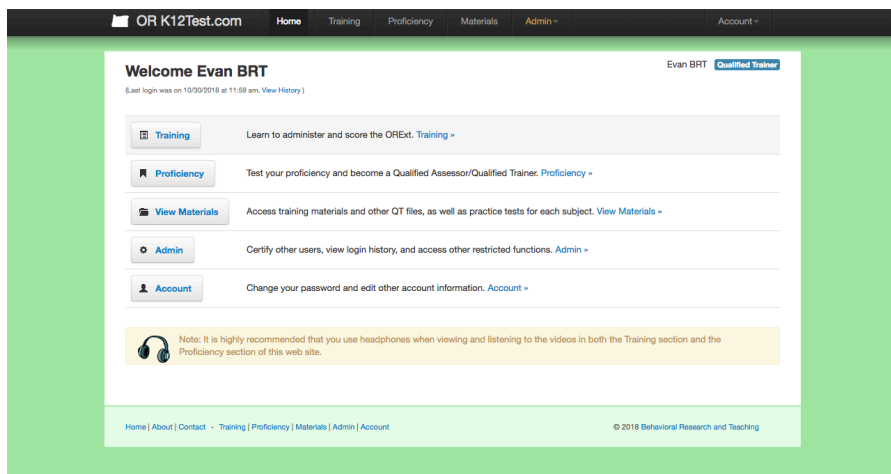 OR K12Test.com Home Training Proficiency Materials Admin Account
Welcome Evan BRT
Evan BRT Qualified Trainer
(Last login was on 10/30/2018 at 11:59 am. View History )
Training Learn to administer and score the ORExt. Training »
Proficiency Test your proficiency and become a Qualified Assessor/Qualified Trainer. Proficiency »
View Materials Access training materials and other QT files, as well as practice tests for each subject. View Materials »
Admin Certify other users, view login history, and access other restricted functions. Admin »
Account Change your password and edit other account information. Account »
Note: It is highly recommended that you use headphones when viewing and listening to the videos in both the Training section and the
Proficiency section of this web site.
Home | About | Contact • Training | Proficiency | Materials | Admin | Account © 2018 Behavioral Research and Teaching